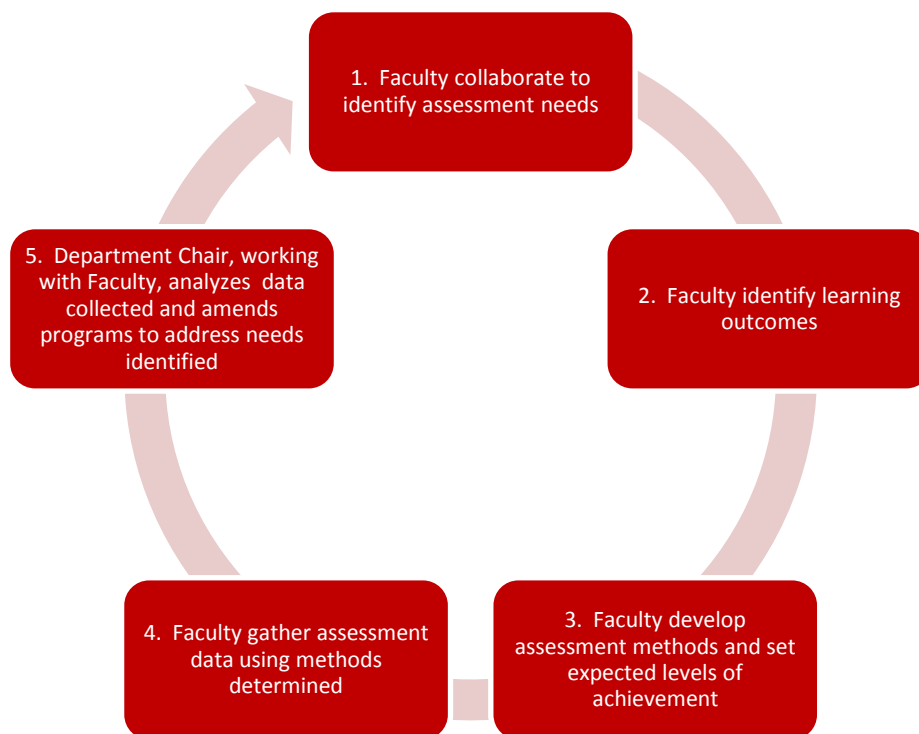 1. Faculty collaborate to
identify assessment needs
2. Faculty identify learning
outcomes
3. Faculty develop
assessment methods and set
expected levels of
achievement
4. Faculty gather assessment
data using methods
determined
5. Department Chair, working
with Faculty, analyzes data
collected and amends
programs to address needs
identified